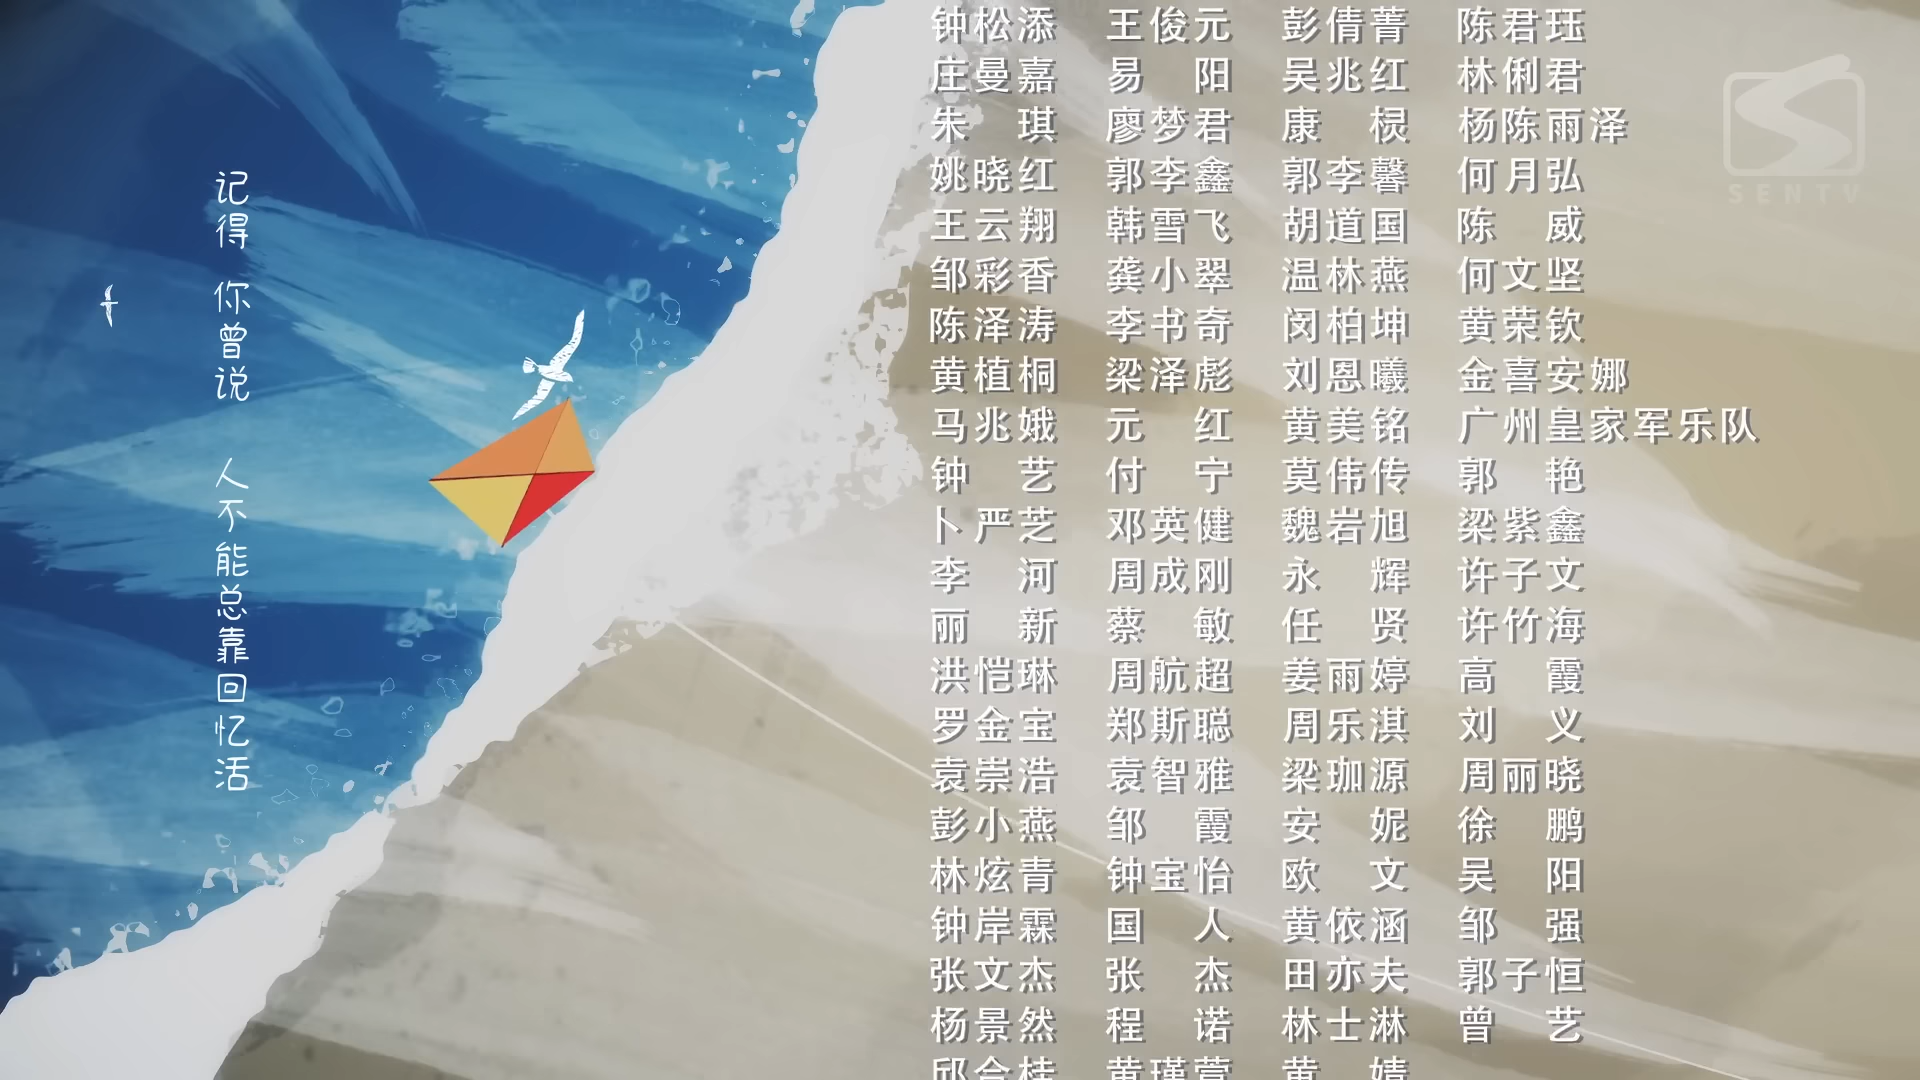 记得 你曾说 人不能总靠回忆活
钟松添 王俊元 彭倩菁 陈君珏
庄曼嘉 易阳 吴兆红 林俐君
朱琪 廖梦君 康棂 杨陈雨泽
姚晓红 郭李鑫 郭李馨 何月弘
王云翔 韩雪飞 胡道国 陈威
邹彩香 龚小翠 温林燕 何文坚
陈泽涛 李书奇 闵柏坤 黄荣钦
黄植桐 梁泽彪 刘恩曦 金喜安娜
马兆娥 元红 黄美铭 广州皇家军乐队
钟艺 付宁 莫伟传 郭艳
卜严芝 邓英健 魏岩旭 梁紫鑫
李河 周成刚 永辉 许子文
丽新 蔡敏 任贤 许竹海
洪恺琳 周航超 姜雨婷 高霞
罗金宝 郑斯聪 周乐淇 刘义
袁崇浩 袁智雅 梁珈源 周丽晓
彭小燕 邹霞 安妮 徐鹏
林炫青 钟宝怡 欧文 吴阳
钟岸霖 国人 黄依涵 邹强
张文杰 张杰 田亦夫 郭子恒
杨景然 程诺 林士淋 曾艺
邱合桂 黄瑾萱 黄婧
SENTV